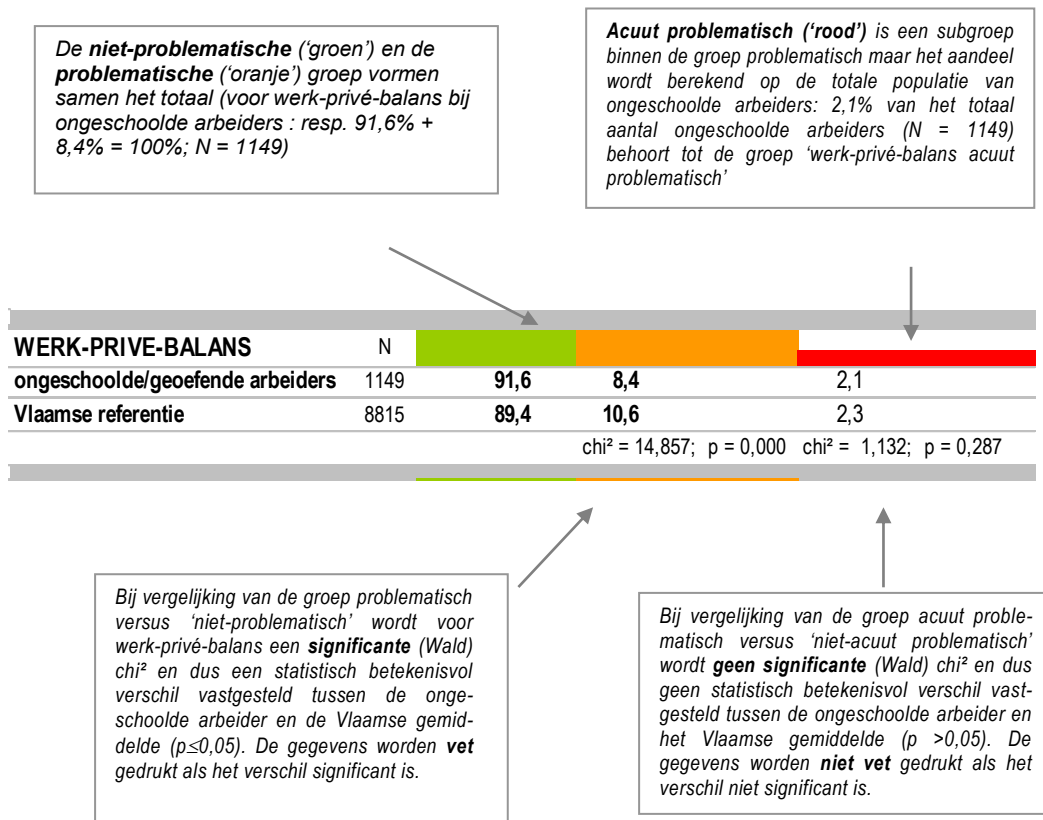 De niet-problematische (‘groen’) en de
problematische (‘oranje’) groep vormen
samen het totaal (voor werk-privé-balans bij
ongeschoolde arbeiders : resp. 91,6% +
8,4% = 100%; N = 1149)
Acuut problematisch (‘rood’) is een subgroep
binnen de groep problematisch maar het aandeel
wordt berekend op de totale populatie van
ongeschoolde arbeiders: 2,1% van het totaal
aantal ongeschoolde arbeiders (N = 1149)
behoort tot de groep ‘werk-privé-balans acuut
problematisch’
WERK-PRIVE-BALANS N
ongeschoolde/geoefende arbeiders 1149 91,6 8,4 2,1
Vlaamse referentie 8815 89,4 10,6 2,3
chi² = 14,857; p = 0,000 chi² = 1,132; p = 0,287
Bij vergelijking van de groep problematisch
versus ‘niet-problematisch’ wordt voor
werk-privé-balans een significante (Wald)
chi² en dus een statistisch betekenisvol
verschil vastgesteld tussen de onge-
schoolde arbeider en de Vlaamse gemid-
delde (p≤0,05). De gegevens worden vet
gedrukt als het verschil significant is.
Bij vergelijking van de groep acuut proble-
matisch versus ‘niet-acuut problematisch’
wordt geen significante (Wald) chi² en dus
geen statistisch betekenisvol verschil vast-
gesteld tussen de ongeschoolde arbeider en
het Vlaamse gemiddelde (p >0,05). De
gegevens worden niet vet gedrukt als het
verschil niet significant is.